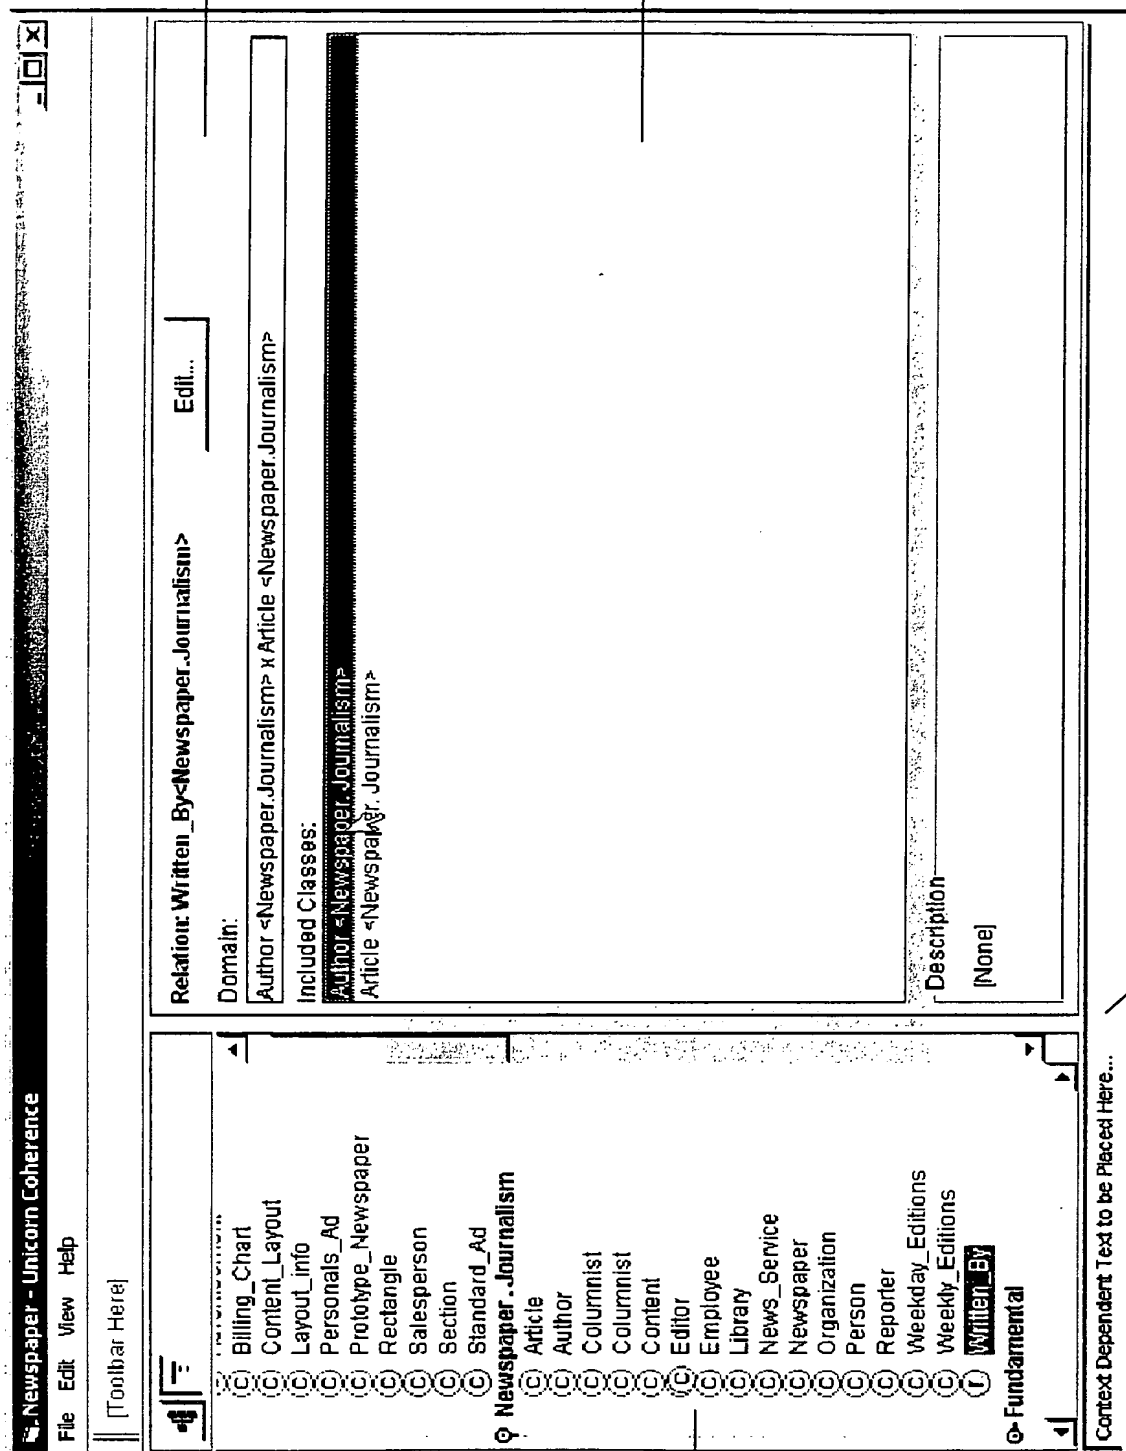 Newspaper - Unicorn Coherence
File Edit View Help
[Toolbar Here]
(C) Billing_Chart
(C) Content_Layout
(C) Layout_info
(C) Personals_Ad
(C) Prototype_Newspaper
(C) Rectangle
(C) Salesperson
(C) Section
(C) Standard_Ad
Newspaper.Journalism
(C) Article
(C) Author
(C) Columnist
(C) Columnist
(C) Content
(C) Editor
(C) Employee
(C) Library
(C) News_Service
(C) Newspaper
(C) Organization
(C) Person
(C) Reporter
(C) Weekday_Editions
(C) Weekly_Editions
(r) Written_By
Fundamental
Relation: Written_By<Newspaper.Journalism>
Edit...
Domain:
Author <Newspaper.Journalism> x Article <Newspaper.Journalism>
Included Classes:
Author <Newspaper.Journalism>
Article <Newspaper.Journalism>
Description
[None]
Context Dependent Text to be Placed Here...